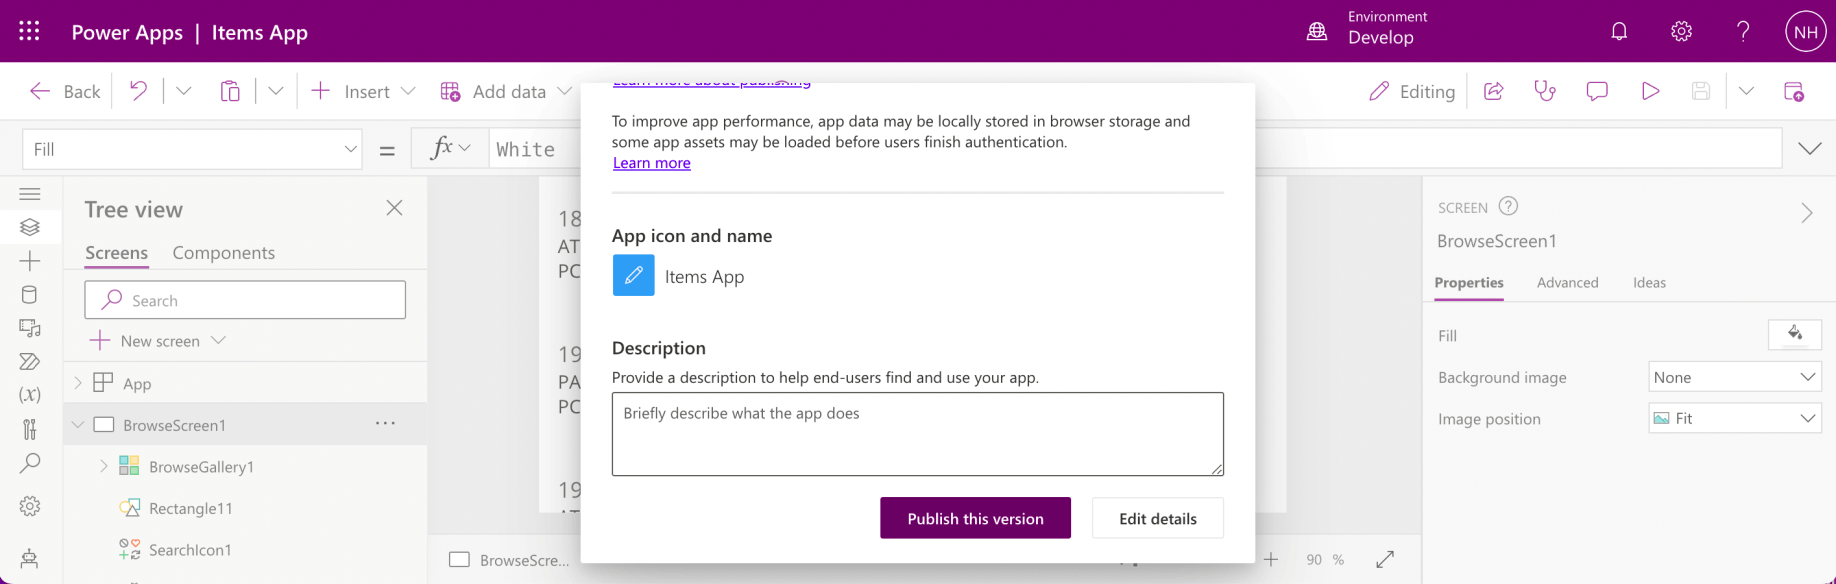 Power Apps | Items App
Environment
Develop
NH
Back
Insert
Add data
Editing
Fill
=
fx
White
Tree view
Screens
Components
Search
New screen
App
BrowseScreen1
BrowseGallery1
Rectangle11
SearchIcon1
(x)
18
AT
PC
19
PA
PC
19
Learn more about publishing
To improve app performance, app data may be locally stored in browser storage and
some app assets may be loaded before users finish authentication.
Learn more
App icon and name
Items App
Description
Provide a description to help end-users find and use your app.
Briefly describe what the app does
Publish this version
Edit details
BrowseScre...
90 %
SCREEN
BrowseScreen1
Properties
Advanced
Ideas
Fill
Background image
None
Image position
Fit